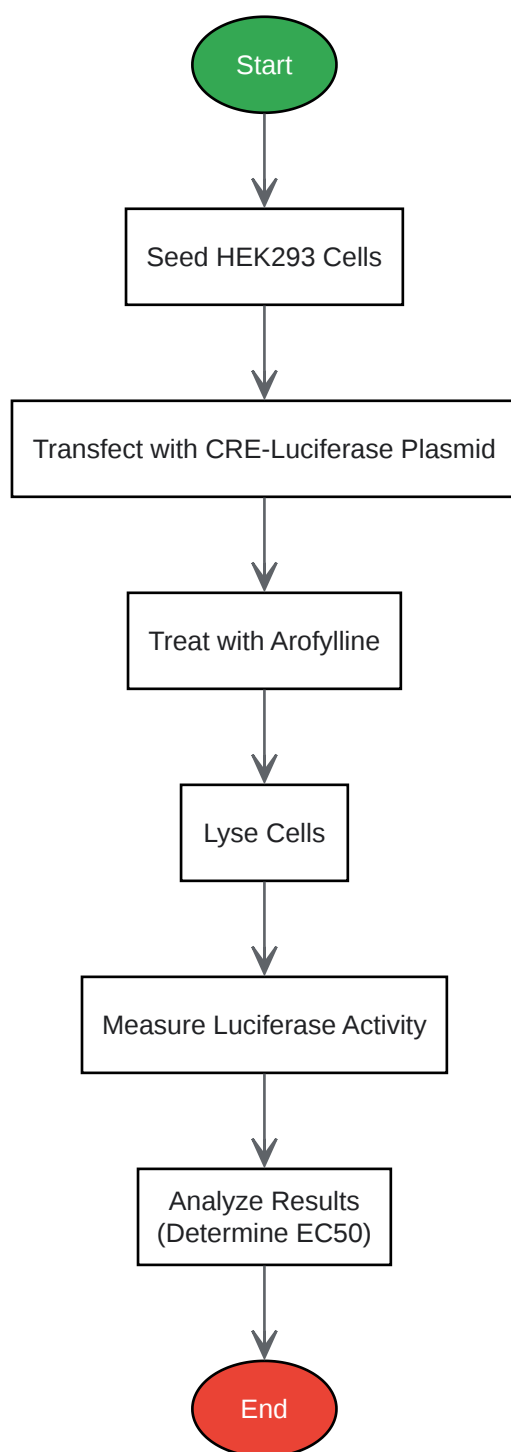 Start
Seed HEK293 Cells
Transfect with CRE-Luciferase Plasmid
Treat with Arofylline
Lyse Cells
Measure Luciferase Activity
Analyze Results
(Determine EC50)
End